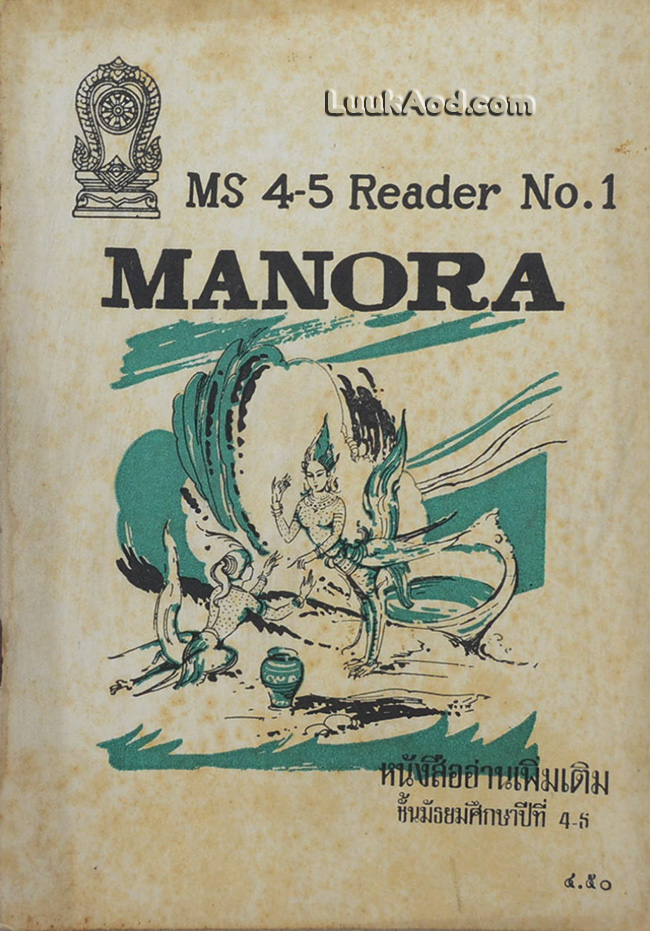 LuukAod.com
MS 4-5 Reader No.1
MANORA
หนังสืออ่านเพิ่มเติม
ชั้นมัธยมศึกษาปีที่ 4-5
๔.๕๐